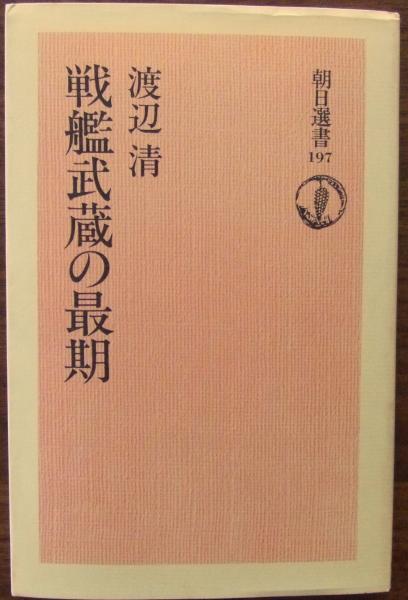 朝日選書
197
渡辺 清
戦艦武蔵の最期